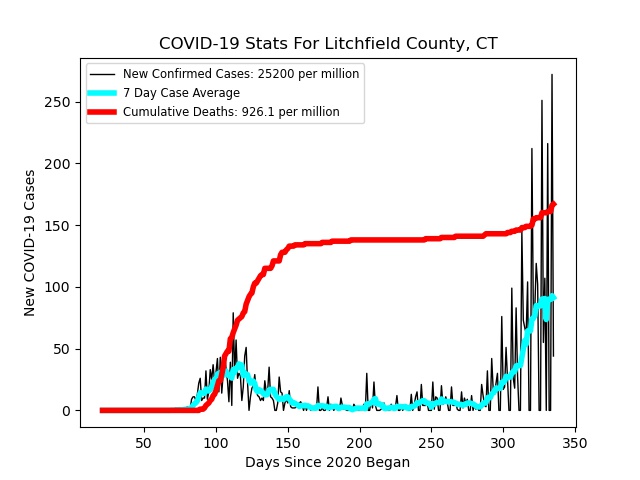 COVID-19 Stats For Litchfield County, CT
New Confirmed Cases: 25200 per million
7 Day Case Average
Cumulative Deaths: 926.1 per million
New COVID-19 Cases
250
200
150
100
50
0
50 100 150 200 250 300 350
Days Since 2020 Began